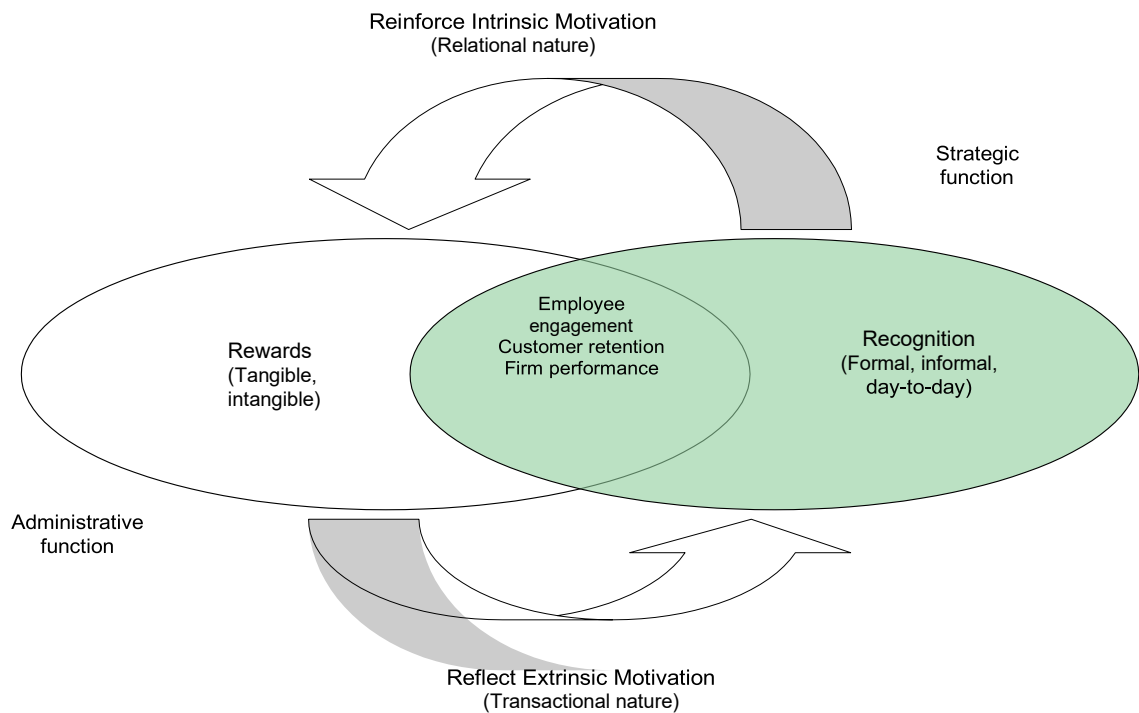 Reinforce Intrinsic Motivation
(Relational nature)
Strategic
function
Employee
engagement
Customer retention
Firm performance
Rewards
(Tangible,
intangible)
Recognition
(Formal, informal,
day-to-day)
Administrative
function
Reflect Extrinsic Motivation
(Transactional nature)